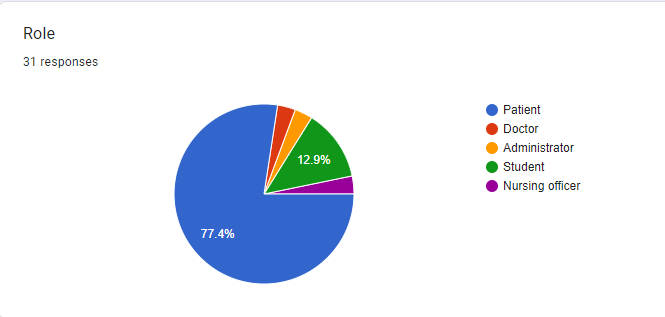 Role
31 responses
12.9%
77.4%
Patient
Doctor
Administrator
Student
Nursing officer